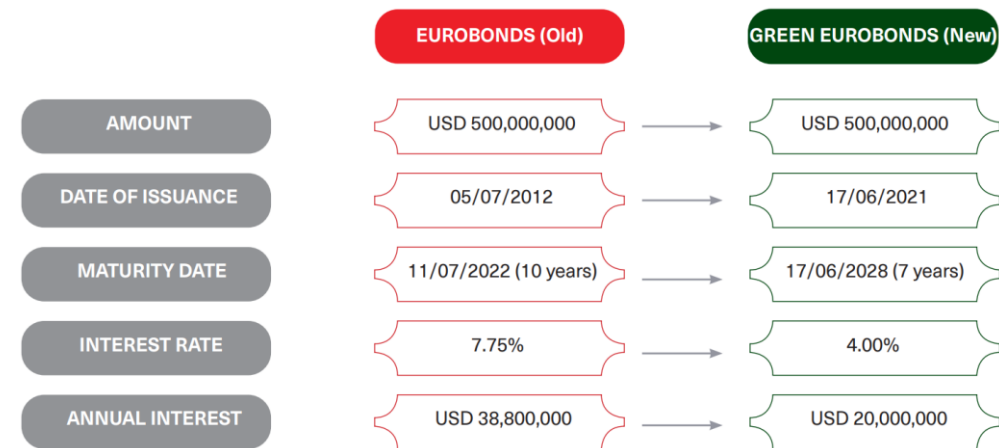 EUROBONDS (Old)
GREEN EUROBONDS (New)
AMOUNT
USD 500,000,000
USD 500,000,000
DATE OF ISSUANCE
05/07/2012
17/06/2021
MATURITY DATE
11/07/2022 (10 years)
17/06/2028 (7 years)
INTEREST RATE
7.75%
4.00%
ANNUAL INTEREST
USD 38,800,000
USD 20,000,000